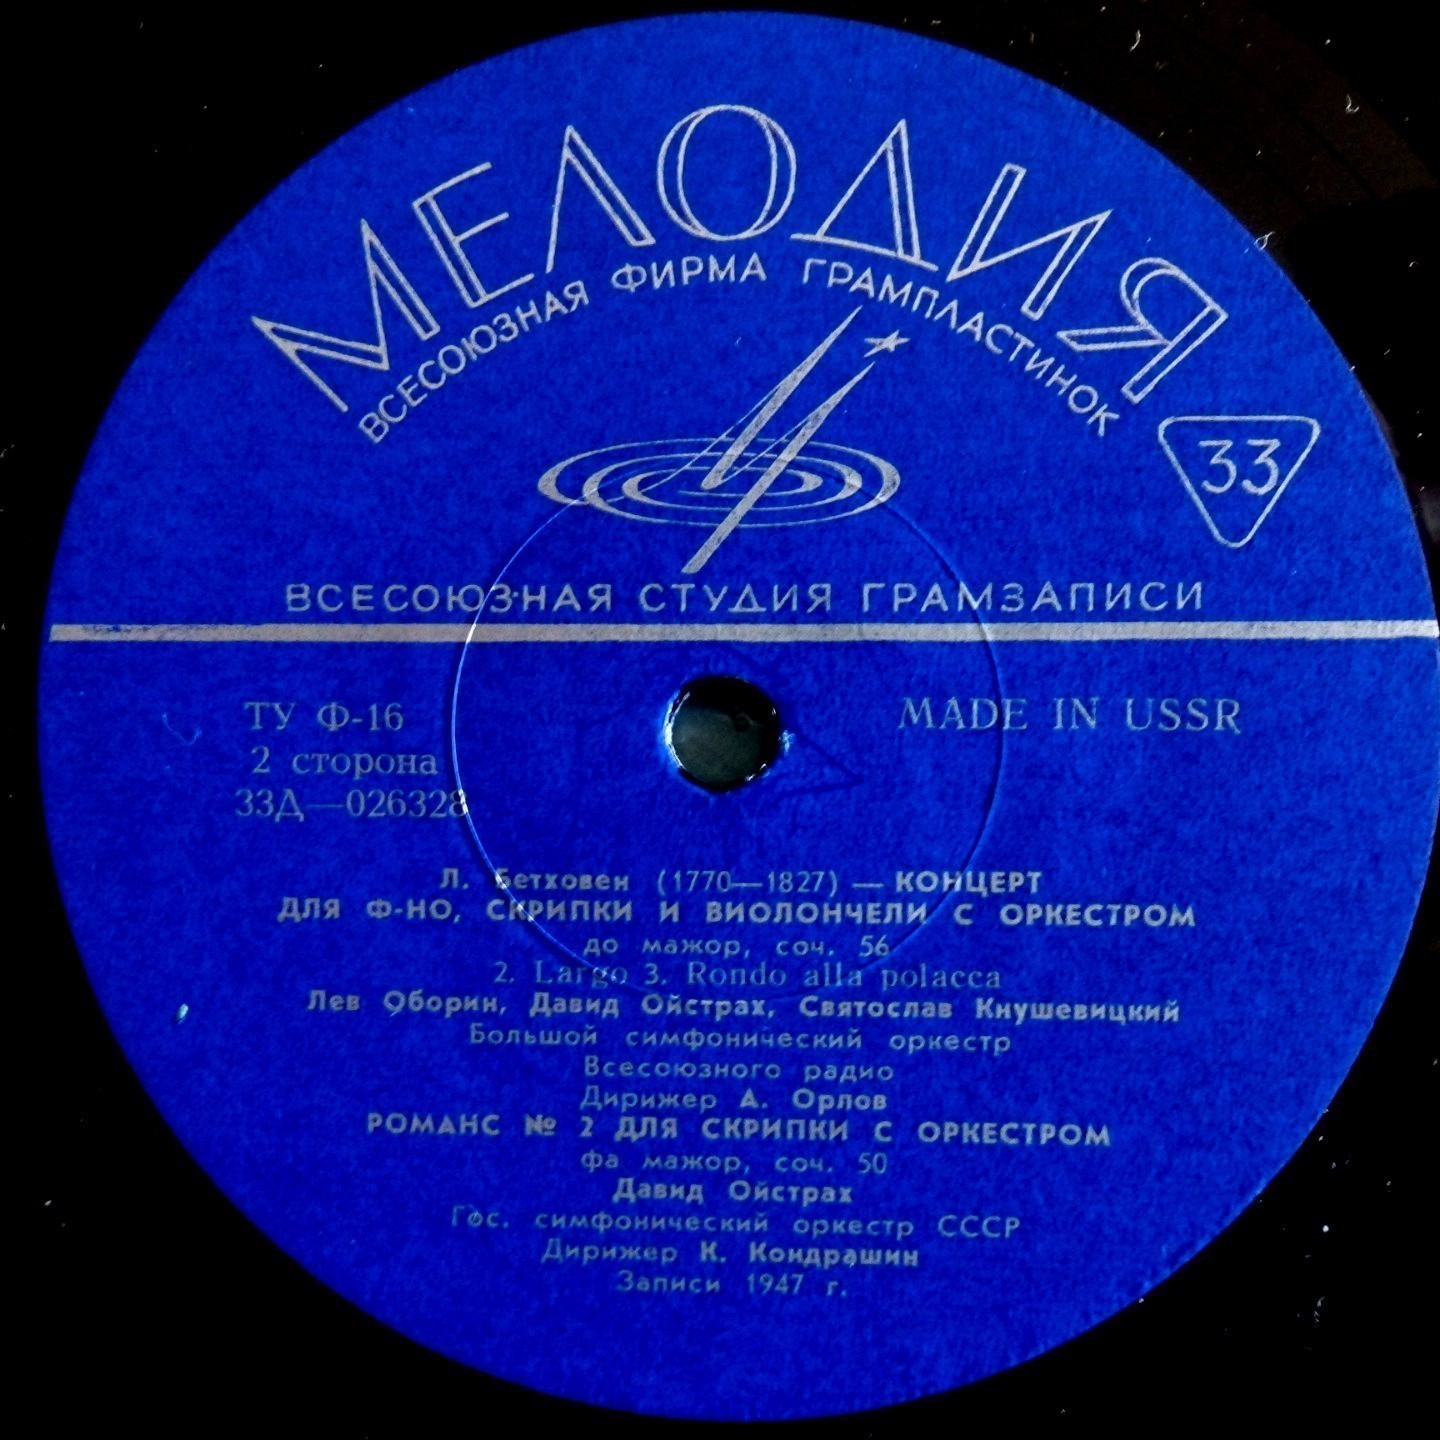 МЕЛОДИЯ
ВСЕСОЮЗНАЯ ФИРМА ГРАМПЛАСТИНОК
33
ВСЕСОЮЗНАЯ СТУДИЯ ГРАМЗАПИСИ
ТУ Ф-16
MADE IN USSR
2 сторона
33Д—026328
Л. Бетховен (1770—1827) — КОНЦЕРТ
ДЛЯ Ф-НО, СКРИПКИ И ВИОЛОНЧЕЛИ С ОРКЕСТРОМ
до мажор, соч. 56
2. Largo 3. Rondo alla polacca
Лев Оборин, Давид Ойстрах, Святослав Кнушевицкий
Большой симфонический оркестр
Всесоюзного радио
Дирижер А. Орлов
РОМАНС № 2 ДЛЯ СКРИПКИ С ОРКЕСТРОМ
фа мажор, соч. 50
Давид Ойстрах
Гос. симфонический оркестр СССР
Дирижер К. Кондрашин
Записи 1947 г.